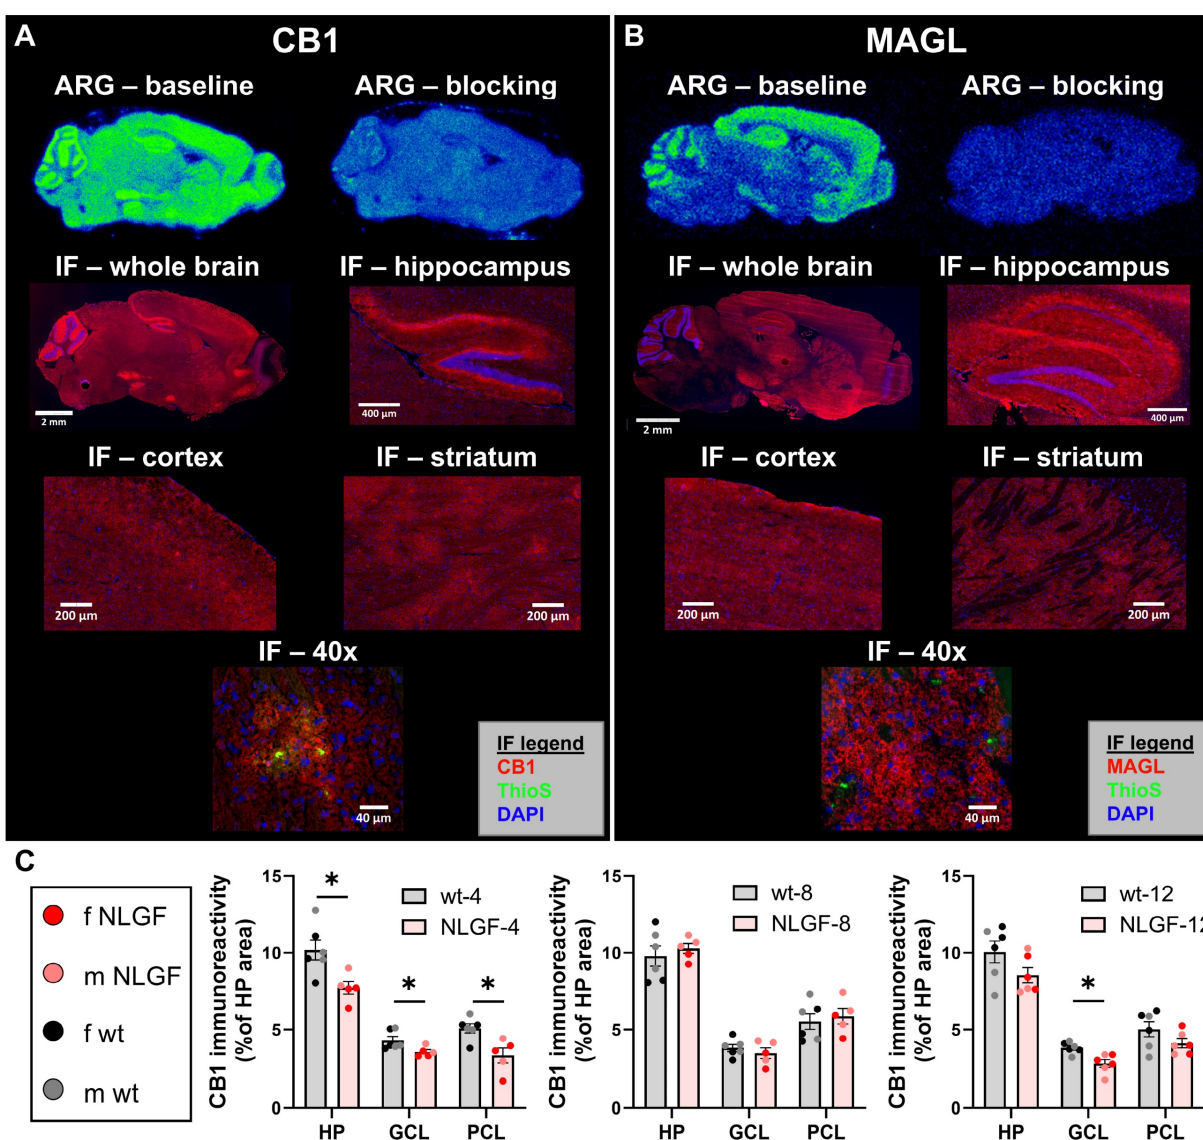 A
CB1
ARG – baseline
ARG – blocking
IF – whole brain
IF – hippocampus
2 mm
400 µm
IF – cortex
IF – striatum
200 µm
200 µm
IF – 40x
40 µm
IF legend
CB1
ThioS
DAPI
B
MAGL
ARG – baseline
ARG – blocking
IF – whole brain
IF – hippocampus
2 mm
400 µm
IF – cortex
IF – striatum
200 µm
200 µm
IF – 40x
40 µm
IF legend
MAGL
ThioS
DAPI
C
f NLGF
m NLGF
f wt
m wt
CB1 immunoreactivity
(%of HP area)
15
10
5
0
*
*
*
wt-4
NLGF-4
HP
GCL
PCL
CB1 immunoreactivity
(%of HP area)
15
10
5
0
wt-8
NLGF-8
HP
GCL
PCL
CB1 immunoreactivity
(%of HP area)
15
10
5
0
*
wt-12
NLGF-12
HP
GCL
PCL